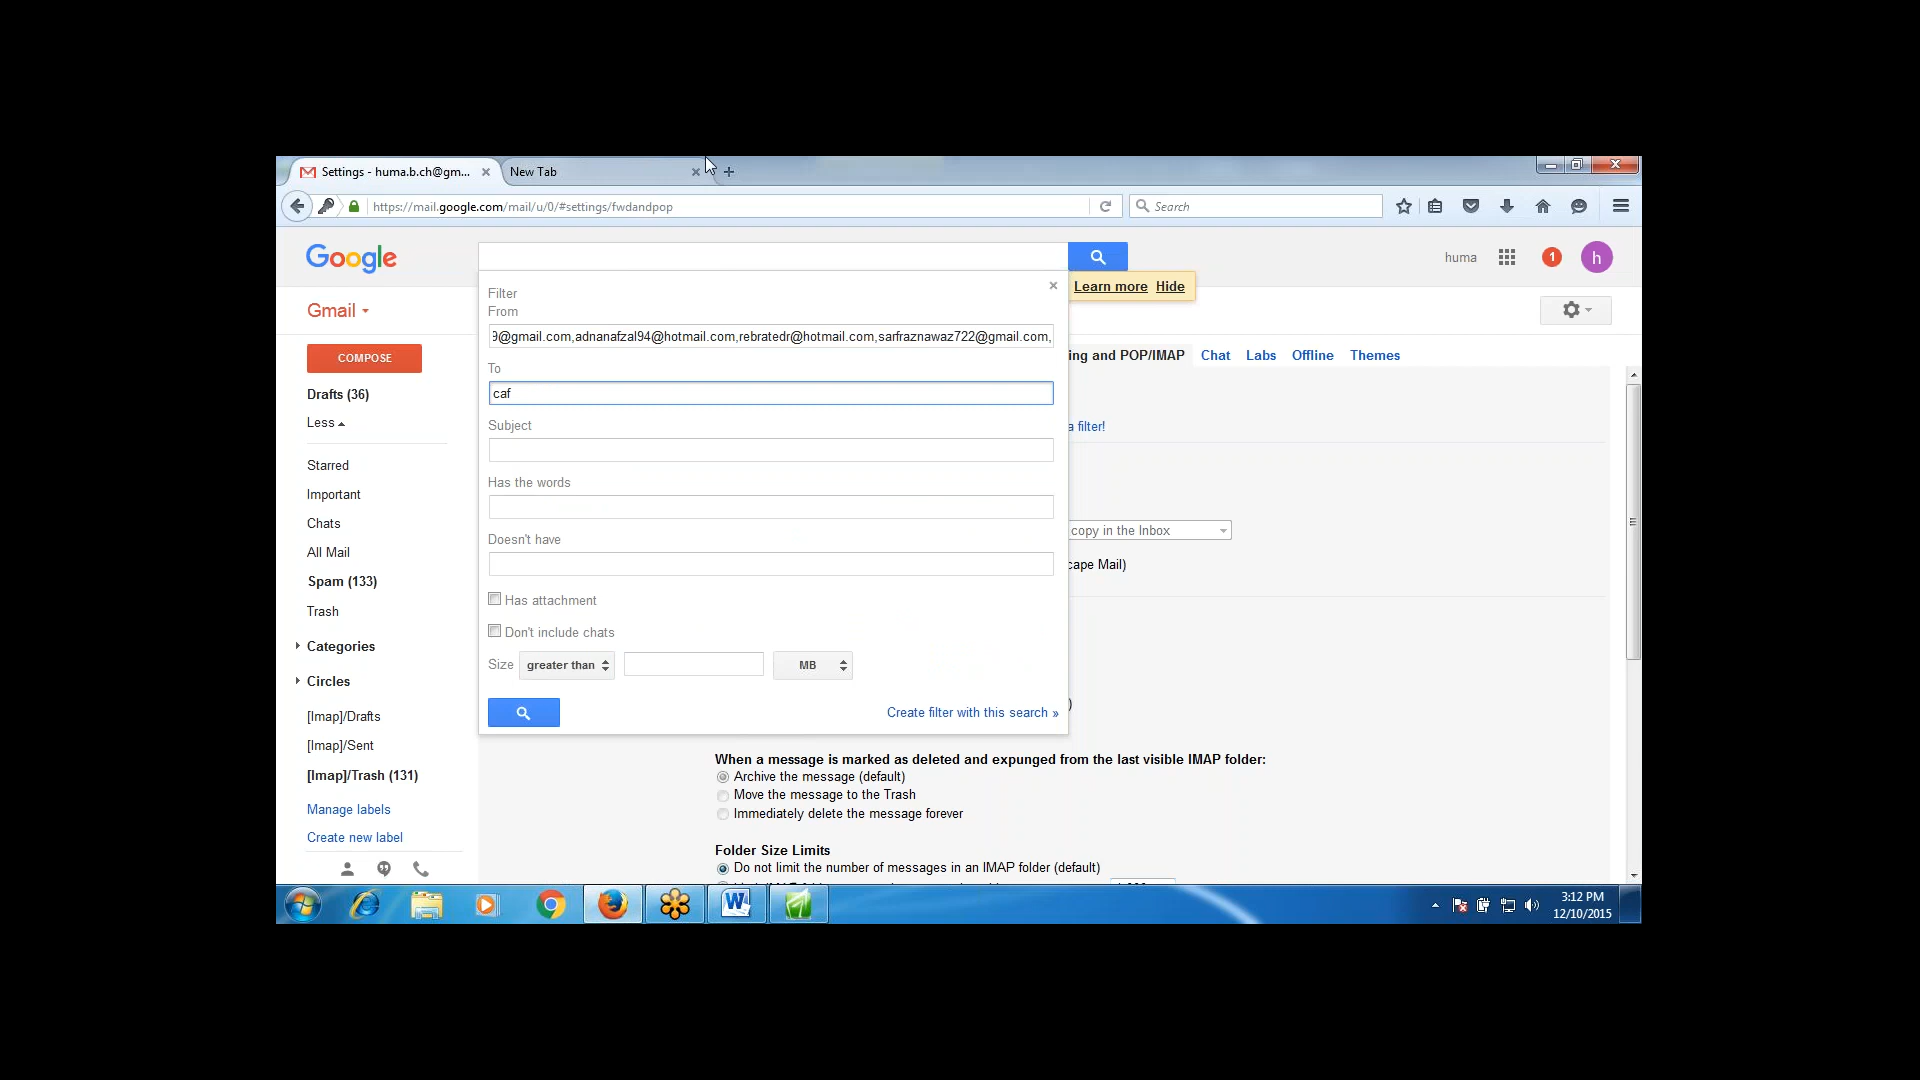 Settings - huma.b.ch@gm...
New Tab
https://mail.google.com/mail/u/0/#settings/fwdandpop
Search
Google
huma
1
h
Learn more Hide
Gmail
Filter
From
9@gmail.com,adnanafzal94@hotmail.com,rebratedr@hotmail.com,sarfraznawaz722@gmail.com,
COMPOSE
ing and POP/IMAP Chat Labs Offline Themes
To
caf
Drafts (36)
Less
Subject
a filter!
Starred
Important
Has the words
Chats
copy in the Inbox
Doesn't have
All Mail
cape Mail)
Spam (133)
Has attachment
Trash
Don't include chats
Categories
Size greater than MB
Circles
Create filter with this search »
)
[Imap]/Drafts
[Imap]/Sent
When a message is marked as deleted and expunged from the last visible IMAP folder:
[Imap]/Trash (131)
Archive the message (default)
Move the message to the Trash
Manage labels
Immediately delete the message forever
Create new label
Folder Size Limits
Do not limit the number of messages in an IMAP folder (default)
3:12 PM
12/10/2015